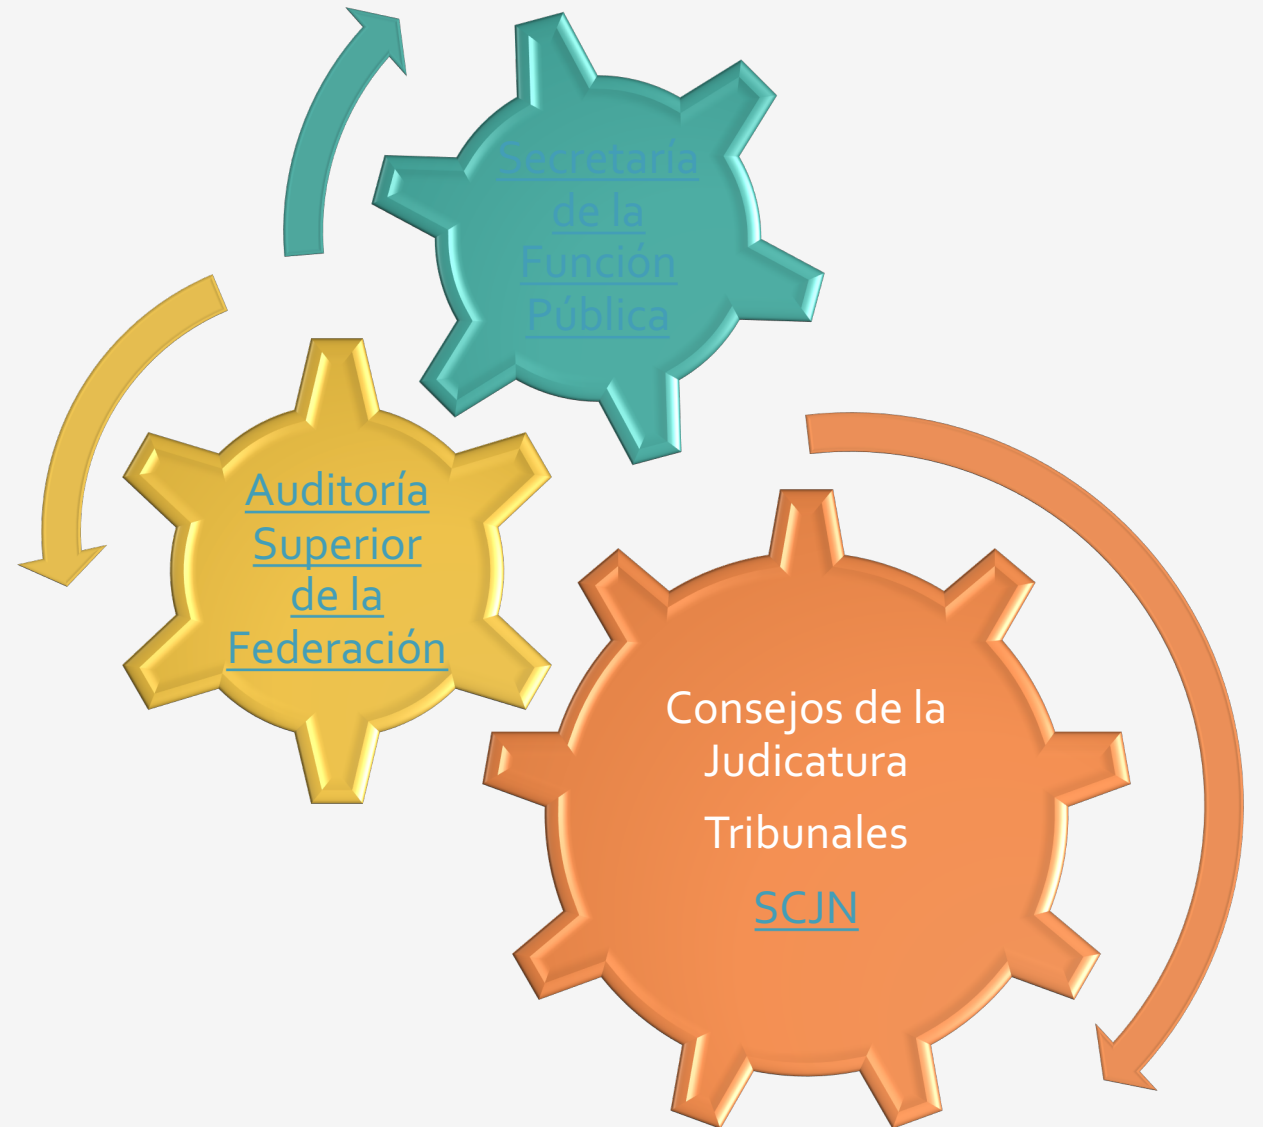 Secretaría
de la
Función
Pública
Auditoría
Superior
de la
Federación
Consejos de la
Judicatura
Tribunales
SCJN